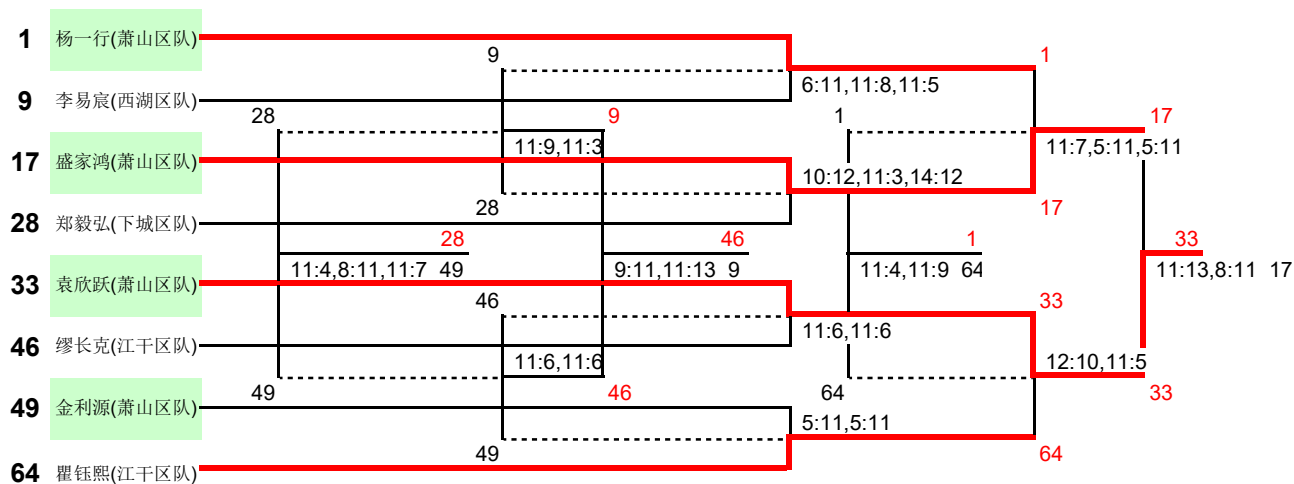 1 杨一行(萧山区队) 1
9
6:11,11:8,11:5
9 李易宸(西湖区队)
28 9 1 17
11:9,11:3 11:7,5:11,5:11
17 盛家鸿(萧山区队)
10:12,11:3,14:12
28 17
28 郑毅弘(下城区队)
28 46 1 33
11:4,8:11,11:7 49 9:11,11:13 9 11:4,11:9 64 11:13,8:11 17
33 袁欣跃(萧山区队)
46 33
11:6,11:6
46 缪长克(江干区队)
11:6,11:6 12:10,11:5
49 46 64 33
49 金利源(萧山区队)
5:11,5:11
49 64
64 瞿钰熙(江干区队)